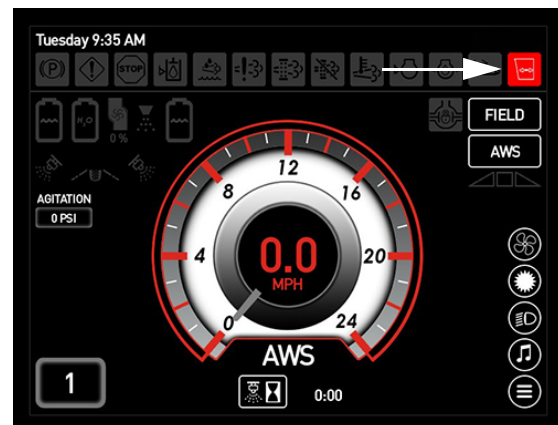 Tuesday 9:35 AM
(P)
STOP
H₂O
0 %
FIELD
AWS
AGITATION
0 PSI
12
8
16
4
20
0.0
MPH
0
24
AWS
1
0:00